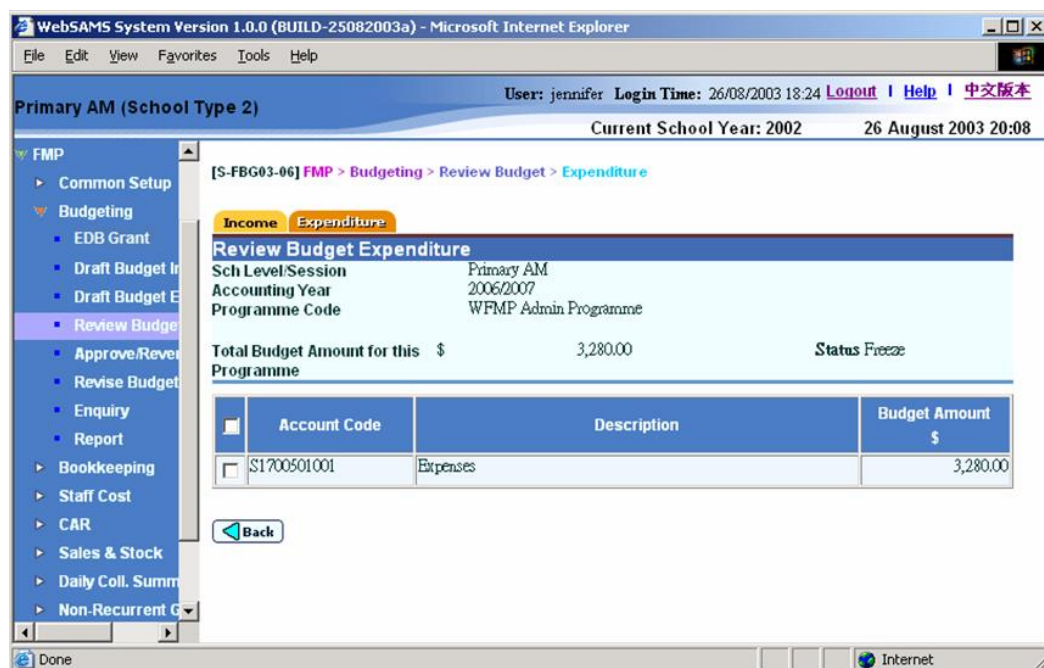 WebSAMS System Version 1.0.0 (BUILD-25082003a) - Microsoft Internet Explorer
File Edit View Favorites Tools Help
Primary AM (School Type 2)
User: jennifer Login Time: 26/08/2003 18:24 Logout | Help | 中文版本
Current School Year: 2002 26 August 2003 20:08
FMP
Common Setup
Budgeting
EDB Grant
Draft Budget In
Draft Budget E
Review Budge
Approve/Rever
Revise Budget
Enquiry
Report
Bookkeeping
Staff Cost
CAR
Sales & Stock
Daily Coll. Summ
Non-Recurrent G
[S-FBG03-06] FMP > Budgeting > Review Budget > Expenditure
Income Expenditure
Review Budget Expenditure
Sch Level/Session Primary AM
Accounting Year 2006/2007
Programme Code WFMP Admin Programme
Total Budget Amount for this $ 3,280.00 Status Freeze
Programme
Account Code Description Budget Amount
$
S1700501001 Expenses 3,280.00
Back
Done Internet